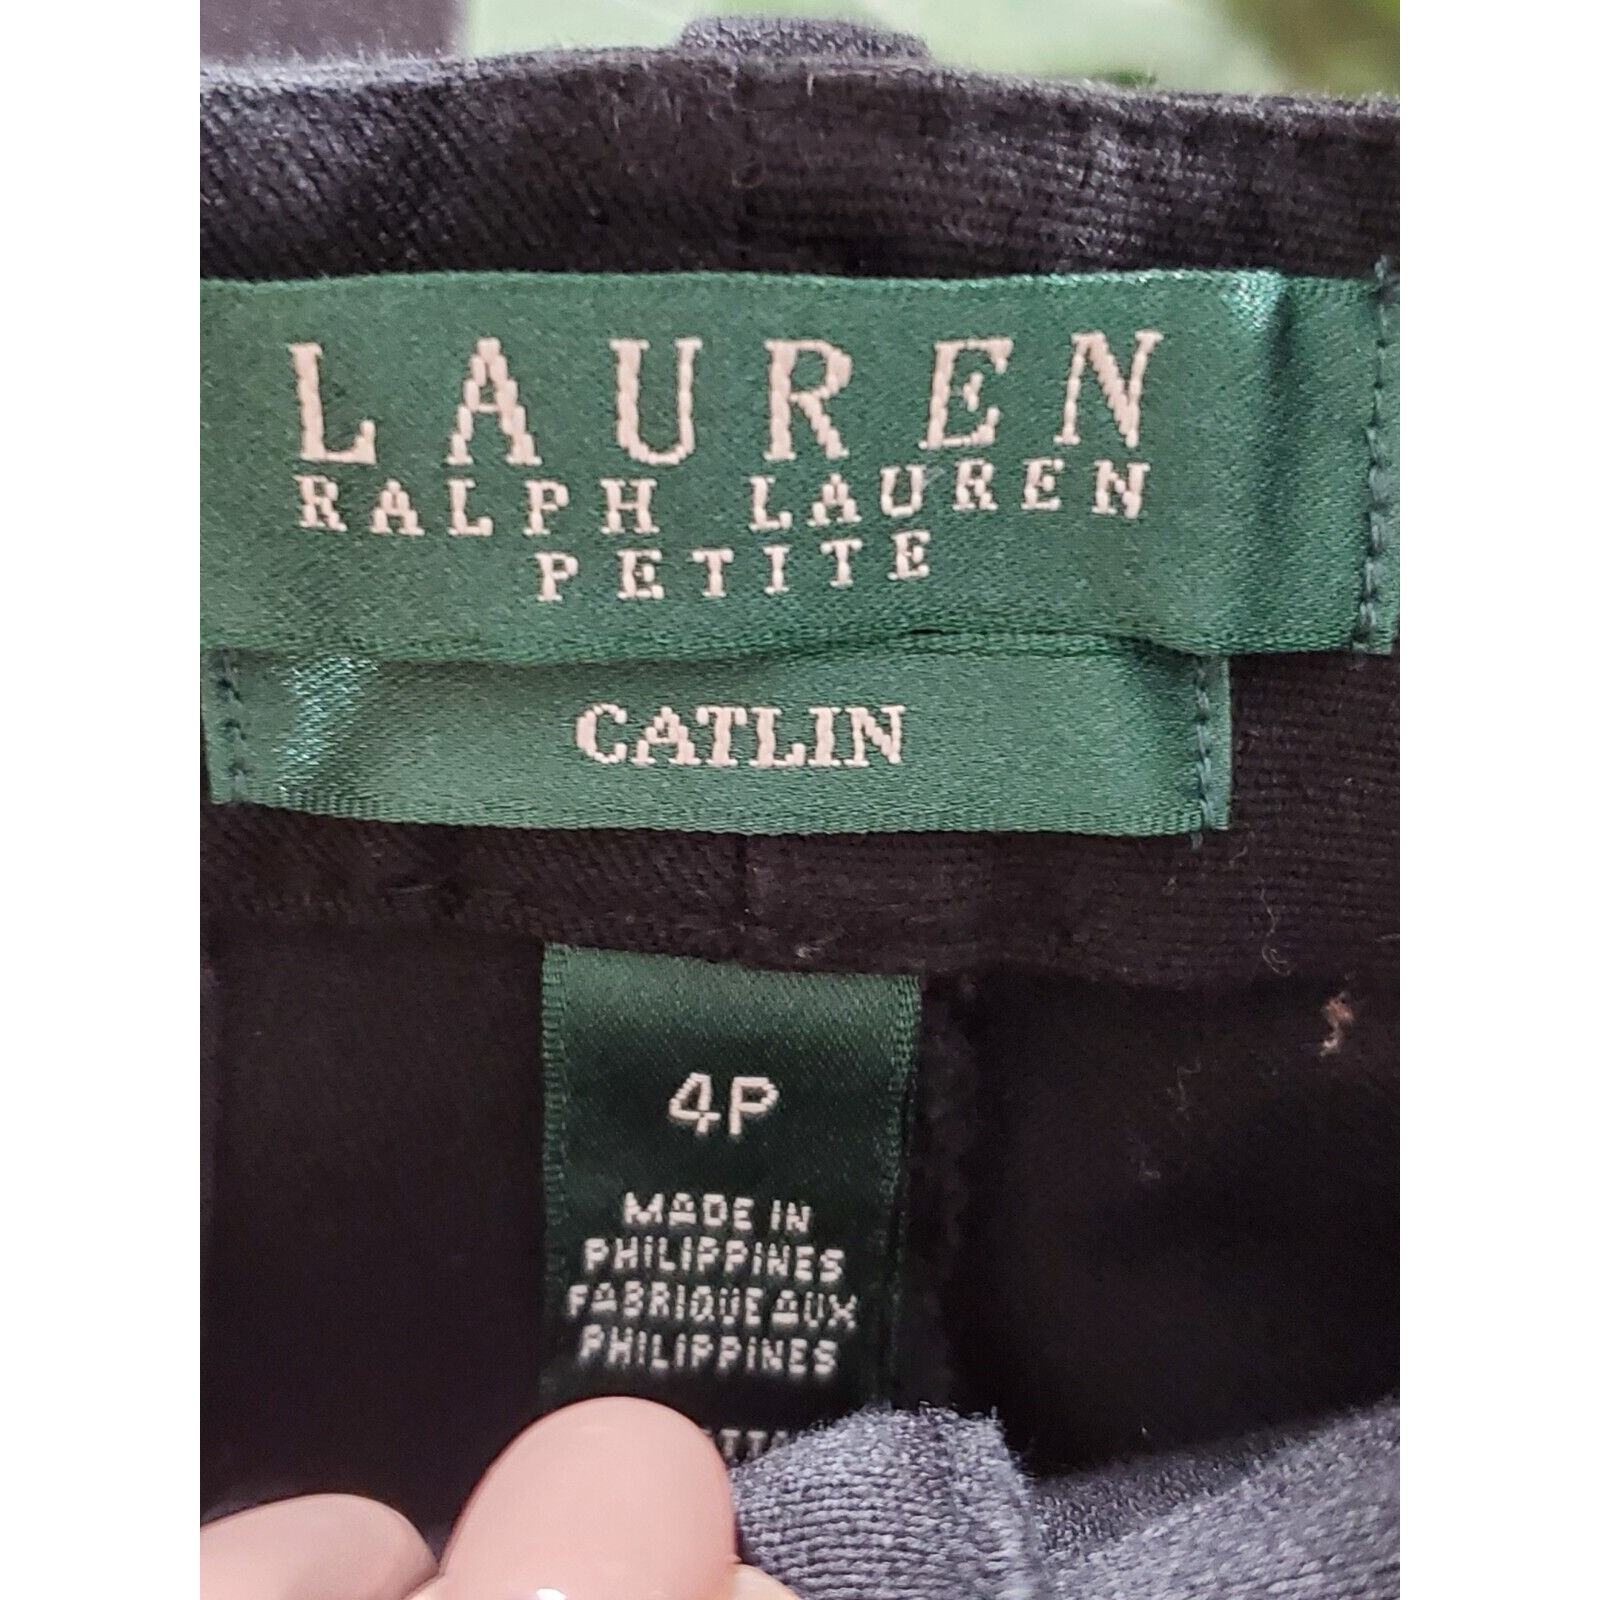 LAUREN
RALPH LAUREN
PETITE
CATLIN
4P
MADE IN
PHILIPPINES
FABRIQUE AUX
PHILIPPINES